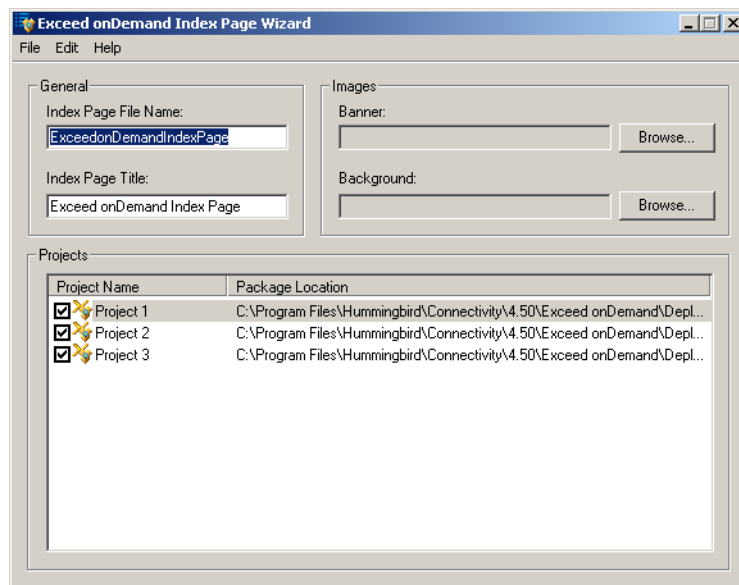 Exceed onDemand Index Page Wizard
File Edit Help
General
Index Page File Name:
ExceedonDemandIndexPage
Index Page Title:
Exceed onDemand Index Page
Images
Banner:
Browse...
Background:
Browse...
Projects
Project Name Package Location
Project 1 C:\Program Files\Hummingbird\Connectivity\4.50\Exceed onDemand\Depl...
Project 2 C:\Program Files\Hummingbird\Connectivity\4.50\Exceed onDemand\Depl...
Project 3 C:\Program Files\Hummingbird\Connectivity\4.50\Exceed onDemand\Depl...